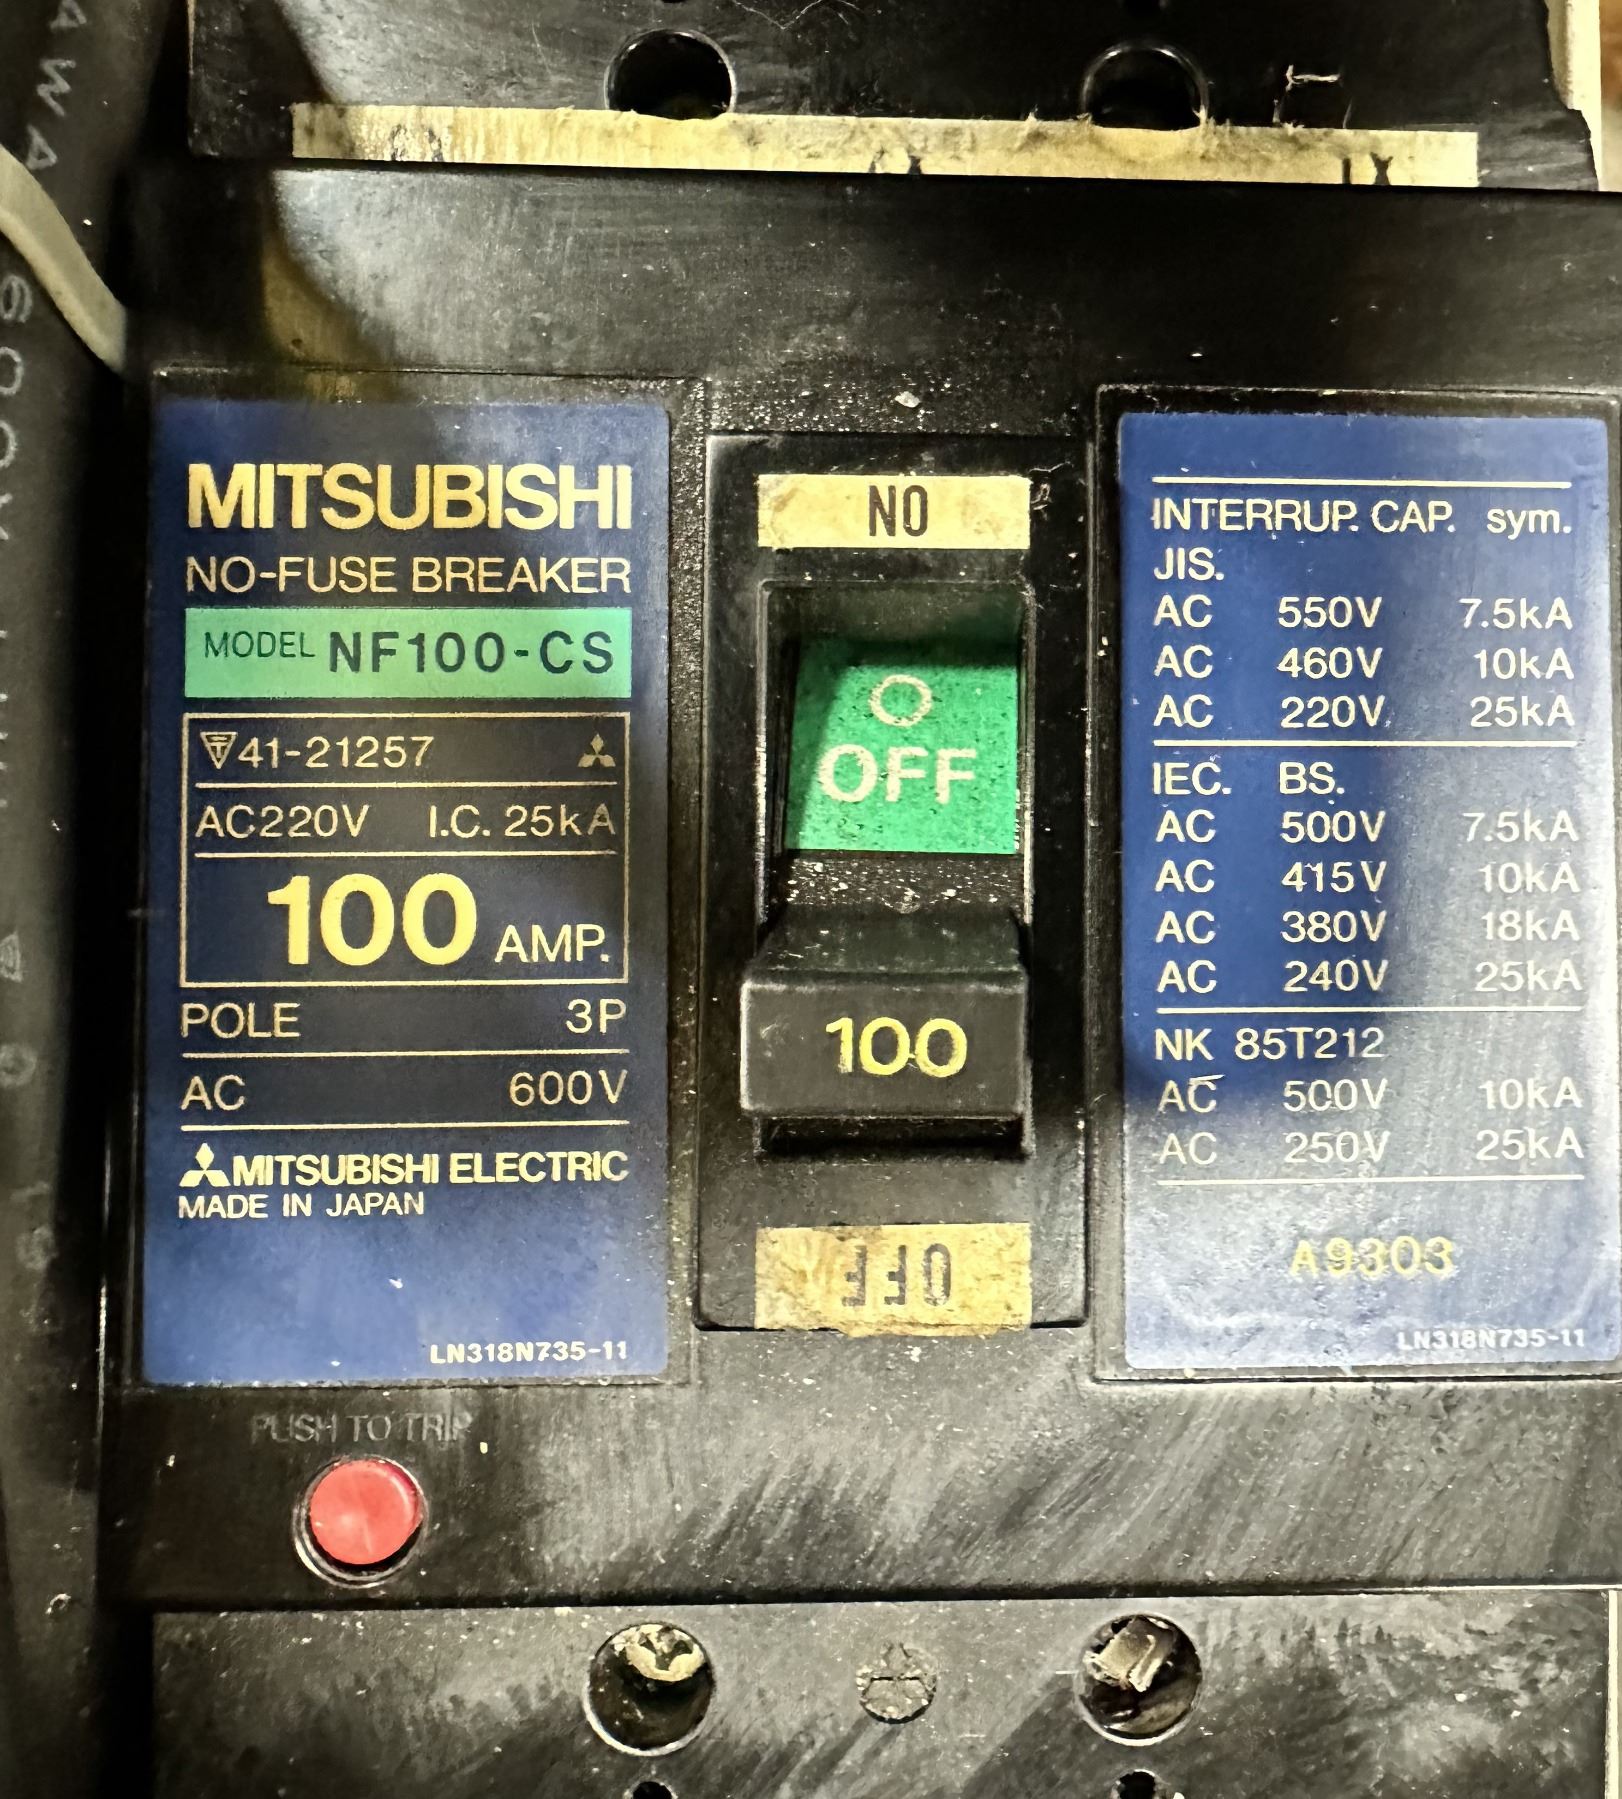 MITSUBISHI
NO-FUSE BREAKER
MODEL NF100-CS
41-21257
AC220V I.C. 25kA
100 AMP.
POLE 3P
AC 600V
MITSUBISHI ELECTRIC
MADE IN JAPAN
LN318N735-11
PUSH TO TRIP
NO
O
OFF
100
OFF
INTERRUP. CAP. sym.
JIS.
AC 550V 7.5kA
AC 460V 10kA
AC 220V 25kA
IEC. BS.
AC 500V 7.5kA
AC 415V 10kA
AC 380V 18kA
AC 240V 25kA
NK 85T212
AC 500V 10kA
AC 250V 25kA
A9303
LN318N735-11